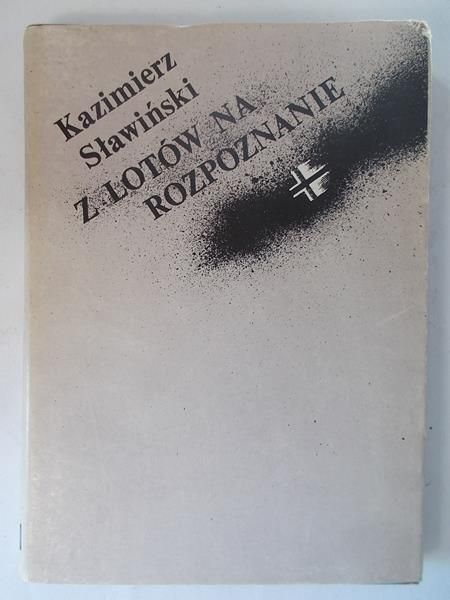 Kazimierz
Sławiński
Z LOTÓW NA
ROZPOZNANIE